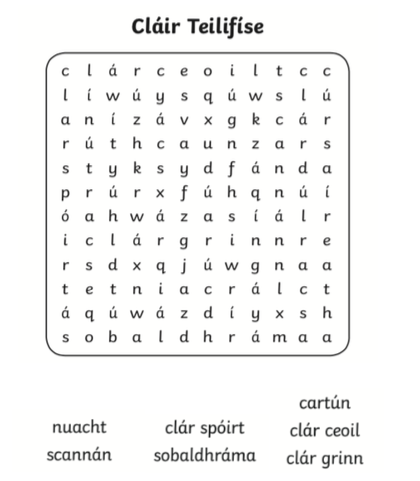 Cláir Teilifíse
c l á r c e o i l t c c
l í w ú y s q ú w s l ú
a n í z á v x g k c á r
r ú t h c a u n z a r s
s t y k s y d f á n d a
p r ú r x f ú h q n ú í
ó a h w á z a s í á l r
i c l á r g r i n n r e
r s d x q j ú w g n a a
t e t n i a c r á l c t
á q ú w á z d í y x s h
s o b a l d h r á m a a
cartún
nuacht clár spóirt clár ceoil
scannán sobaldhráma clár grinn